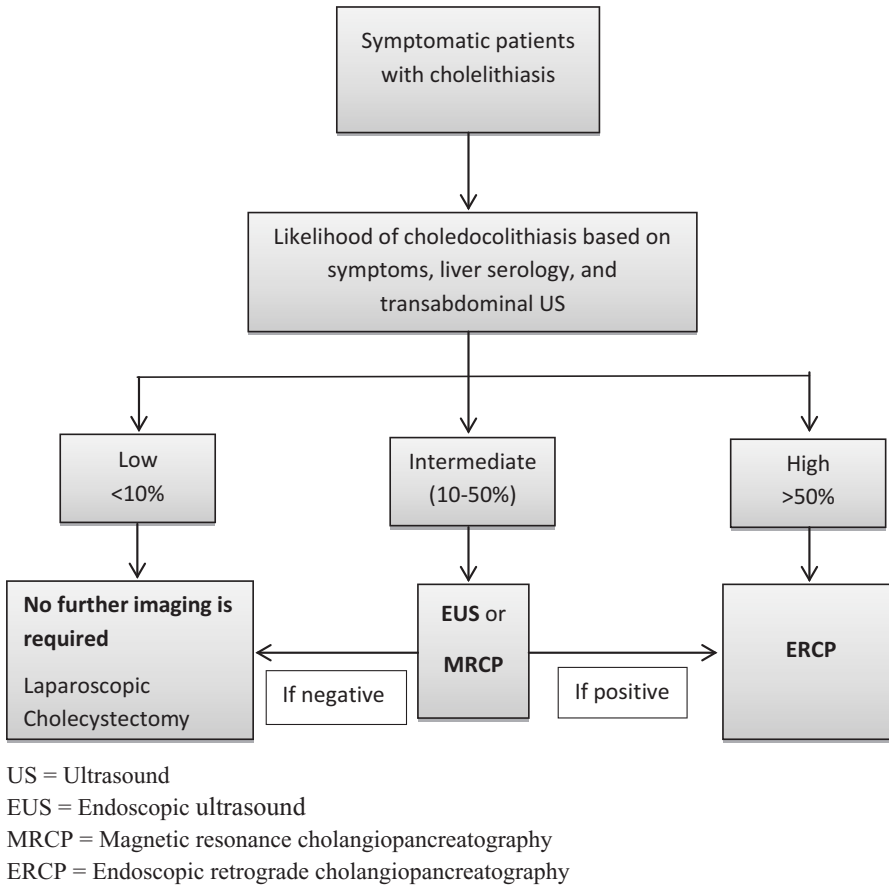 Symptomatic patients
with cholelithiasis
Likelihood of choledocolithiasis based on
symptoms, liver serology, and
transabdominal US
Low
<10%
Intermediate
(10-50%)
High
>50%
No further imaging is
required
Laparoscopic
Cholecystectomy
If negative
EUS or
MRCP
If positive
ERCP
US = Ultrasound
EUS = Endoscopic ultrasound
MRCP = Magnetic resonance cholangiopancreatography
ERCP = Endoscopic retrograde cholangiopancreatography